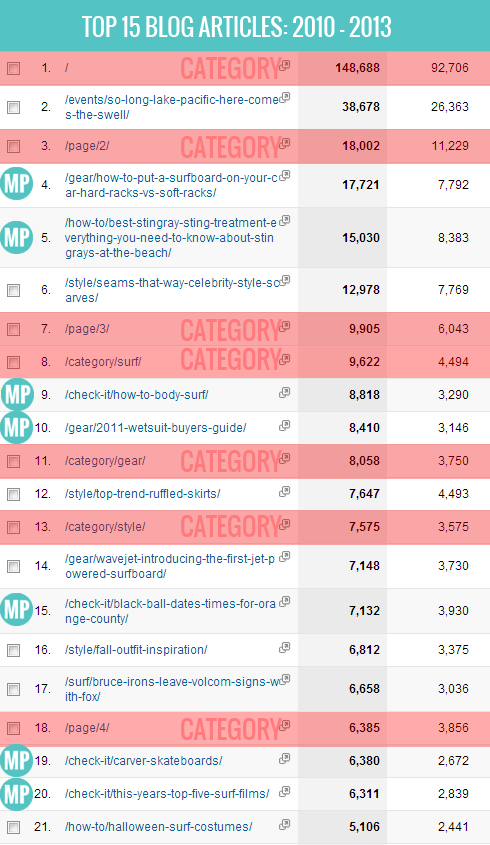 TOP 15 BLOG ARTICLES: 2010 - 2013
1. / CATEGORY 148,688 92,706
2. /events/so-long-lake-pacific-here-come
s-the-swell/ 38,678 26,363
3. /page/2/ CATEGORY 18,002 11,229
MP 4. /gear/how-to-put-a-surfboard-on-your-c
ar-hard-racks-vs-soft-racks/ 17,721 7,792
MP 5. /how-to/best-stingray-sting-treatment-e
verything-you-need-to-know-about-stin
grays-at-the-beach/ 15,030 8,383
6. /style/seams-that-way-celebrity-style-sc
arves/ 12,978 7,769
7. /page/3/ CATEGORY 9,905 6,043
8. /category/surf/ CATEGORY 9,622 4,494
MP 9. /check-it/how-to-body-surf/ 8,818 3,290
MP 10. /gear/2011-wetsuit-buyers-guide/ 8,410 3,146
11. /category/gear/ CATEGORY 8,058 3,750
12. /style/top-trend-ruffled-skirts/ 7,647 4,493
13. /category/style/ CATEGORY 7,575 3,575
14. /gear/wavejet-introducing-the-first-jet-p
owered-surfboard/ 7,148 3,730
MP 15. /check-it/black-ball-dates-times-for-ora
nge-county/ 7,132 3,930
16. /style/fall-outfit-inspiration/ 6,812 3,375
17. /surf/bruce-irons-leave-volcom-signs-w
ith-fox/ 6,658 3,036
18. /page/4/ CATEGORY 6,385 3,856
MP 19. /check-it/carver-skateboards/ 6,380 2,672
MP 20. /check-it/this-years-top-five-surf-films/ 6,311 2,839
21. /how-to/halloween-surf-costumes/ 5,106 2,441